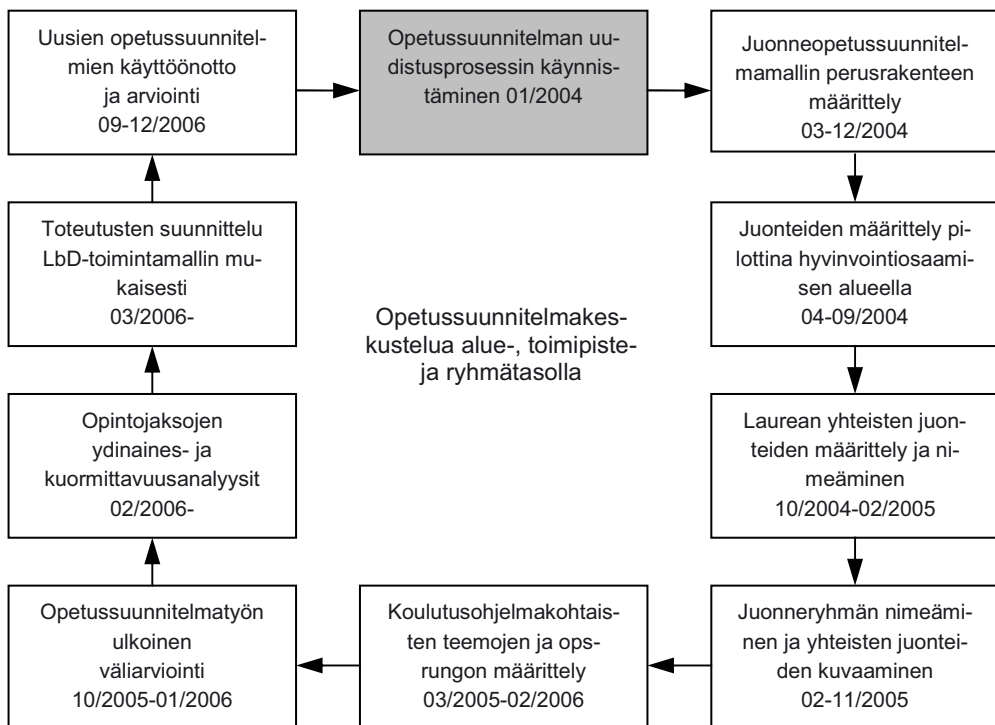 Uusien opetussuunnitel-
mien käyttöönotto
ja arviointi
09-12/2006
Opetussuunnitelman uu-
distusprosessin käynnis-
täminen 01/2004
Juonneopetussuunnitel-
mamallin perusrakenteen
määrittely
03-12/2004
Toteutusten suunnittelu
LbD-toimintamallin mu-
kaisesti
03/2006-
Juonteiden määrittely pi-
lottina hyvinvointiosaami-
sen alueella
04-09/2004
Opetussuunnitelmakes-
kustelua alue-, toimipiste-
ja ryhmätasolla
Opintojaksojen
ydinaines- ja
kuormittavuusanalyysit
02/2006-
Laurean yhteisten juon-
teiden määrittely ja ni-
meäminen
10/2004-02/2005
Opetussuunnitelmatyön
ulkoinen
väliarviointi
10/2005-01/2006
Koulutusohjelmakohtais-
ten teemojen ja ops-
rungon määrittely
03/2005-02/2006
Juonneryhmän nimeämi-
nen ja yhteisten juontei-
den kuvaaminen
02-11/2005